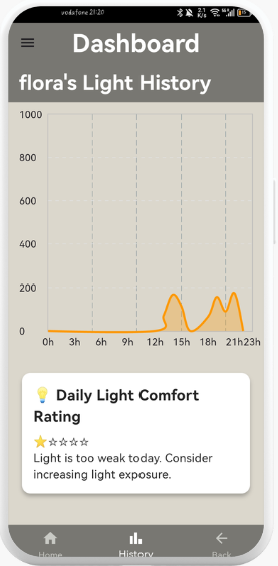 vodafone 21:20
2.1
K/s
Dashboard
flora's Light History
1000
800
600
400
200
0
0h 3h 6h 9h 12h 15h 18h 21h 23h
💡 Daily Light Comfort
Rating
⭐☆☆☆☆
Light is too weak today. Consider
increasing light exposure.
Home History Back